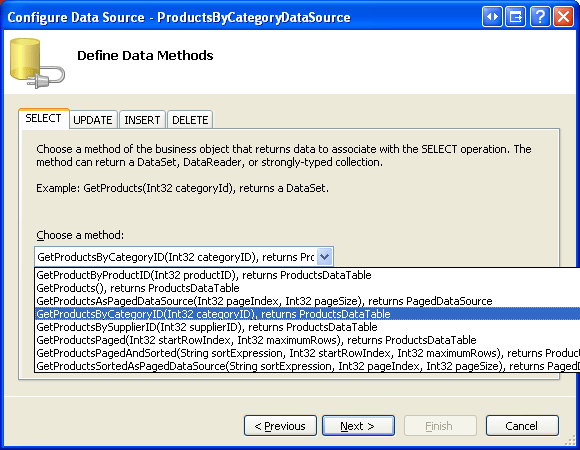 Configure Data Source - ProductsByCategoryDataSource
Define Data Methods
SELECT UPDATE INSERT DELETE
Choose a method of the business object that returns data to associate with the SELECT operation. The
method can return a DataSet, DataReader, or strongly-typed collection.
Example: GetProducts(Int32 categoryId), returns a DataSet.
Choose a method:
GetProductsByCategoryID(Int32 categoryID), returns Prc
GetProductByProductID(Int32 productID), returns ProductsDataTable
GetProducts(), returns ProductsDataTable
GetProductsAsPagedDataSource(Int32 pageIndex, Int32 pageSize), returns PagedDataSource
GetProductsByCategoryID(Int32 categoryID), returns ProductsDataTable
GetProductsBySupplierID(Int32 supplierID), returns ProductsDataTable
GetProductsPaged(Int32 startRowIndex, Int32 maximumRows), returns ProductsDataTable
GetProductsPagedAndSorted(String sortExpression, Int32 startRowIndex, Int32 maximumRows), returns Product
GetProductsSortedAsPagedDataSource(String sortExpression, Int32 pageIndex, Int32 pageSize), returns PagedD
< Previous Next > Finish Cancel